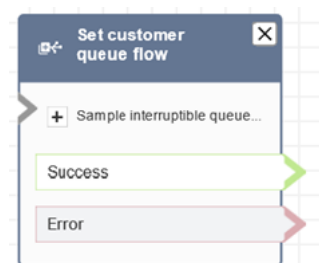 Set customer
queue flow
Sample interruptible queue...
Success
Error